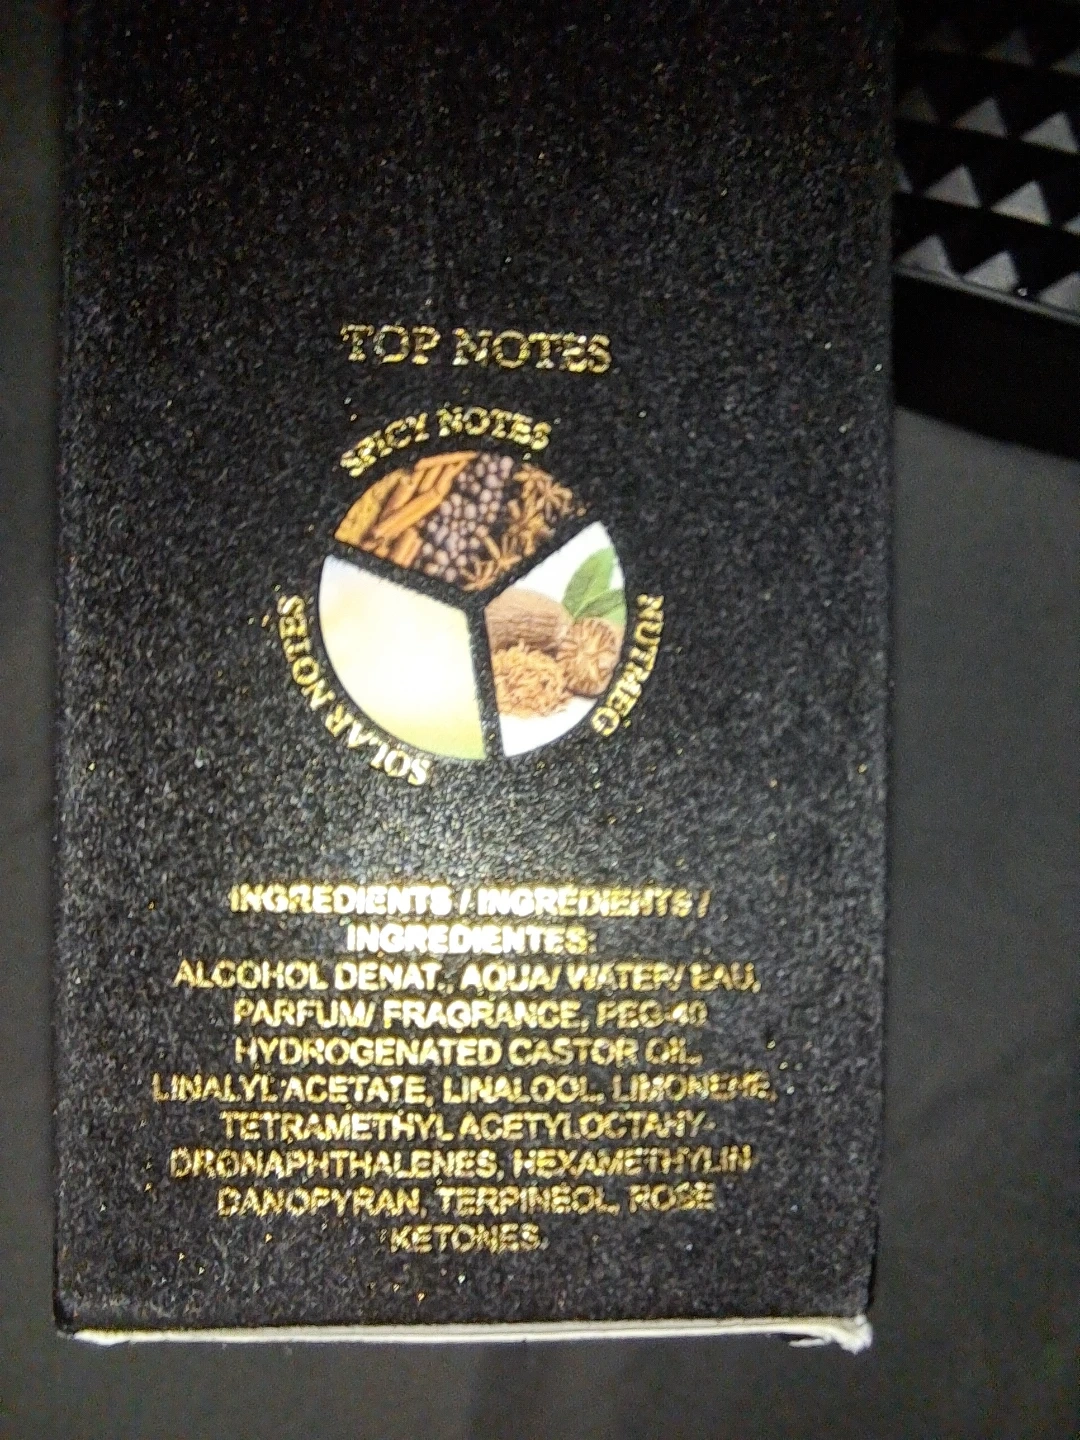 TOP NOTES
SPICY NOTES
NUTMEG
SOLAR NOTES
INGREDIENTS / INGRÉDIENTS /
INGREDIENTES:
ALCOHOL DENAT., AQUA/ WATER/ EAU,
PARFUM/ FRAGRANCE, PEG-40
HYDROGENATED CASTOR OIL,
LINALYL ACETATE, LINALOOL, LIMONENE,
TETRAMETHYL ACETYLOCTAHY-
DRONAPHTHALENES, HEXAMETHYLIN
DANOPYRAN, TERPINEOL, ROSE
KETONES.